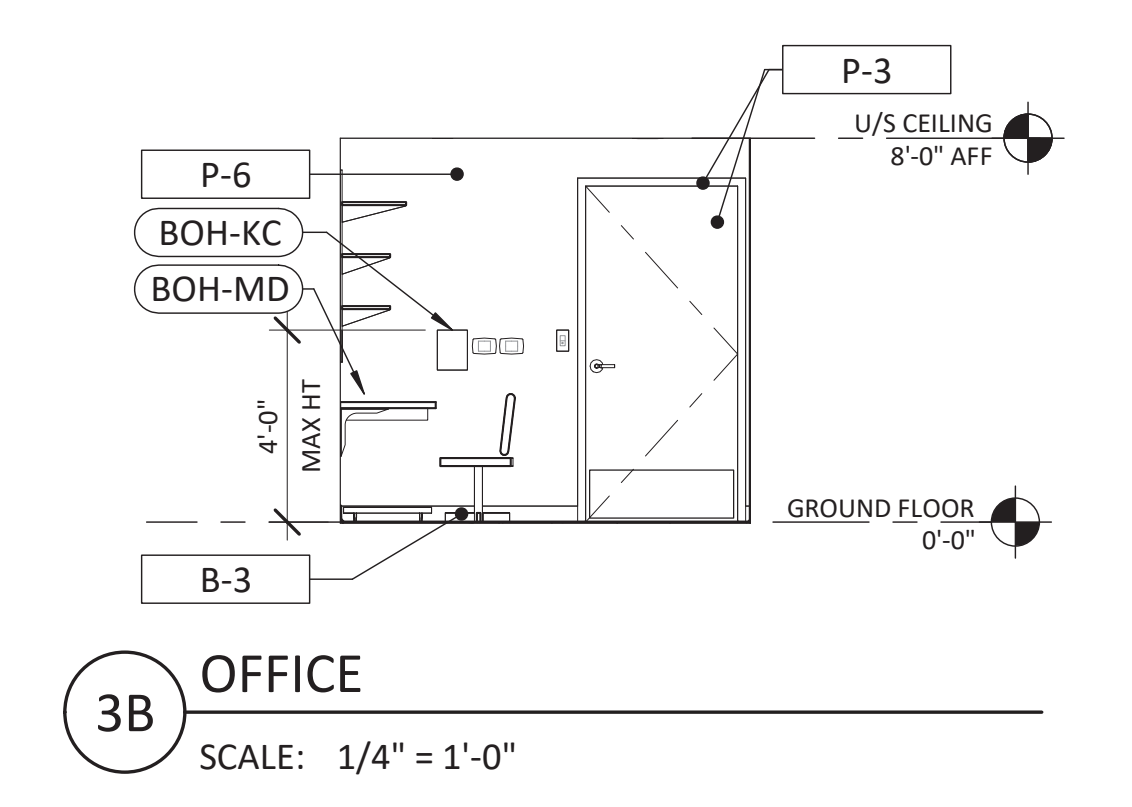 P-3
U/S CEILING
8'-0" AFF
P-6
BOH-KC
BOH-MD
4'-0"
MAX HT
GROUND FLOOR
0'-0"
B-3
3B
OFFICE
SCALE: 1/4" = 1'-0"